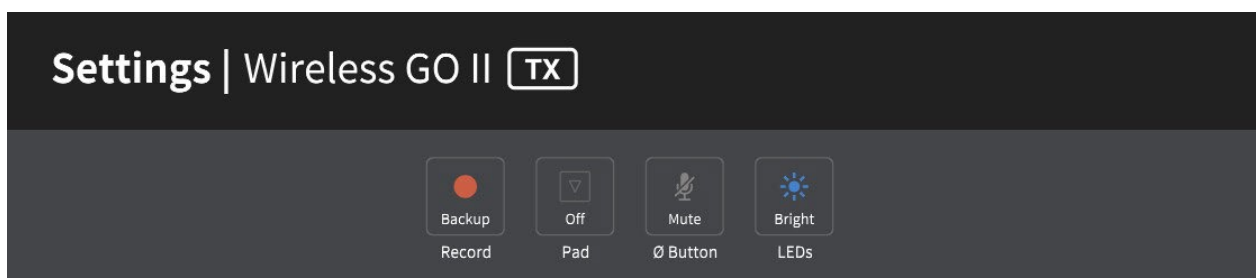 Settings | Wireless GO II TX
Backup Off Mute Bright
Record Pad Ø Button LEDs